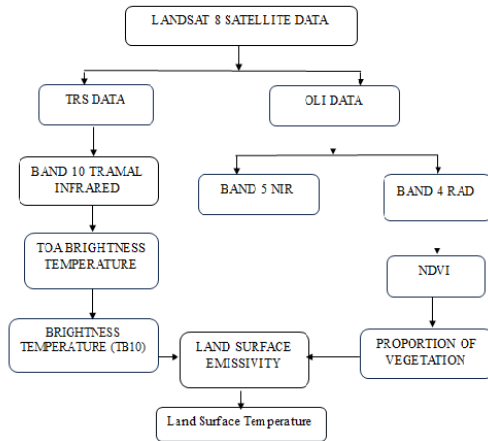 LANDSAT 8 SATELLITE DATA
TRS DATA
OLI DATA
BAND 10 TRAMAL
INFRARED
BAND 5 NIR
BAND 4 RAD
TOA BRIGHTNESS
TEMPERATURE
NDVI
BRIGHTNESS
TEMPERATURE (TB10)
LAND SURFACE
EMISSIVITY
PROPORTION OF
VEGETATION
Land Surface Temperature